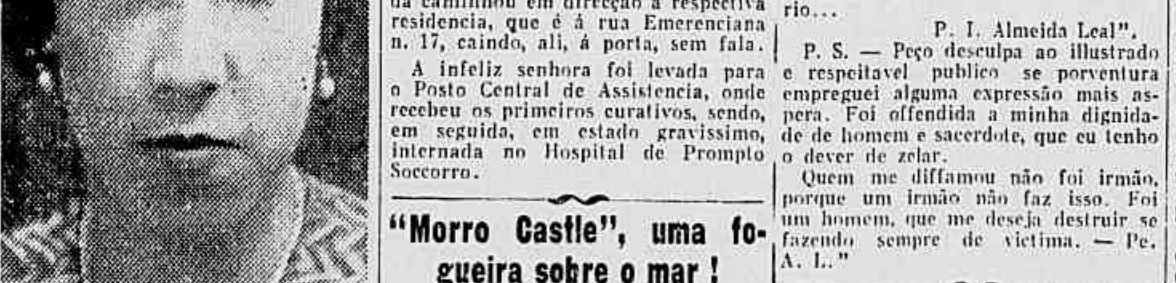 da caminhou em direcção á respectiva
residencia, que é á rua Emerenciana
n. 17, caindo, ali, á porta, sem fala.
A infeliz senhora foi levada para
o Posto Central de Assistencia, onde
recebeu os primeiros curativos, sendo,
em seguida, em estado gravissimo,
internada no Hospital de Prompto
Soccorro.
"Morro Castle", uma fo-
gueira sobre o mar !
rio...
P. I. Almeida Leal".
P. S. — Peço desculpa ao illustrado
e respeitavel publico se porventura
empreguei alguma expressão mais as-
pera. Foi offendida a minha dignida-
de de homem e sacerdote, que eu tenho
o dever de zelar.
Quem me diffamou não foi irmão,
porque um irmão não faz isso. Foi
um homem, que me deseja destruir se
fazendo sempre de victima. — Pe.
A. L."